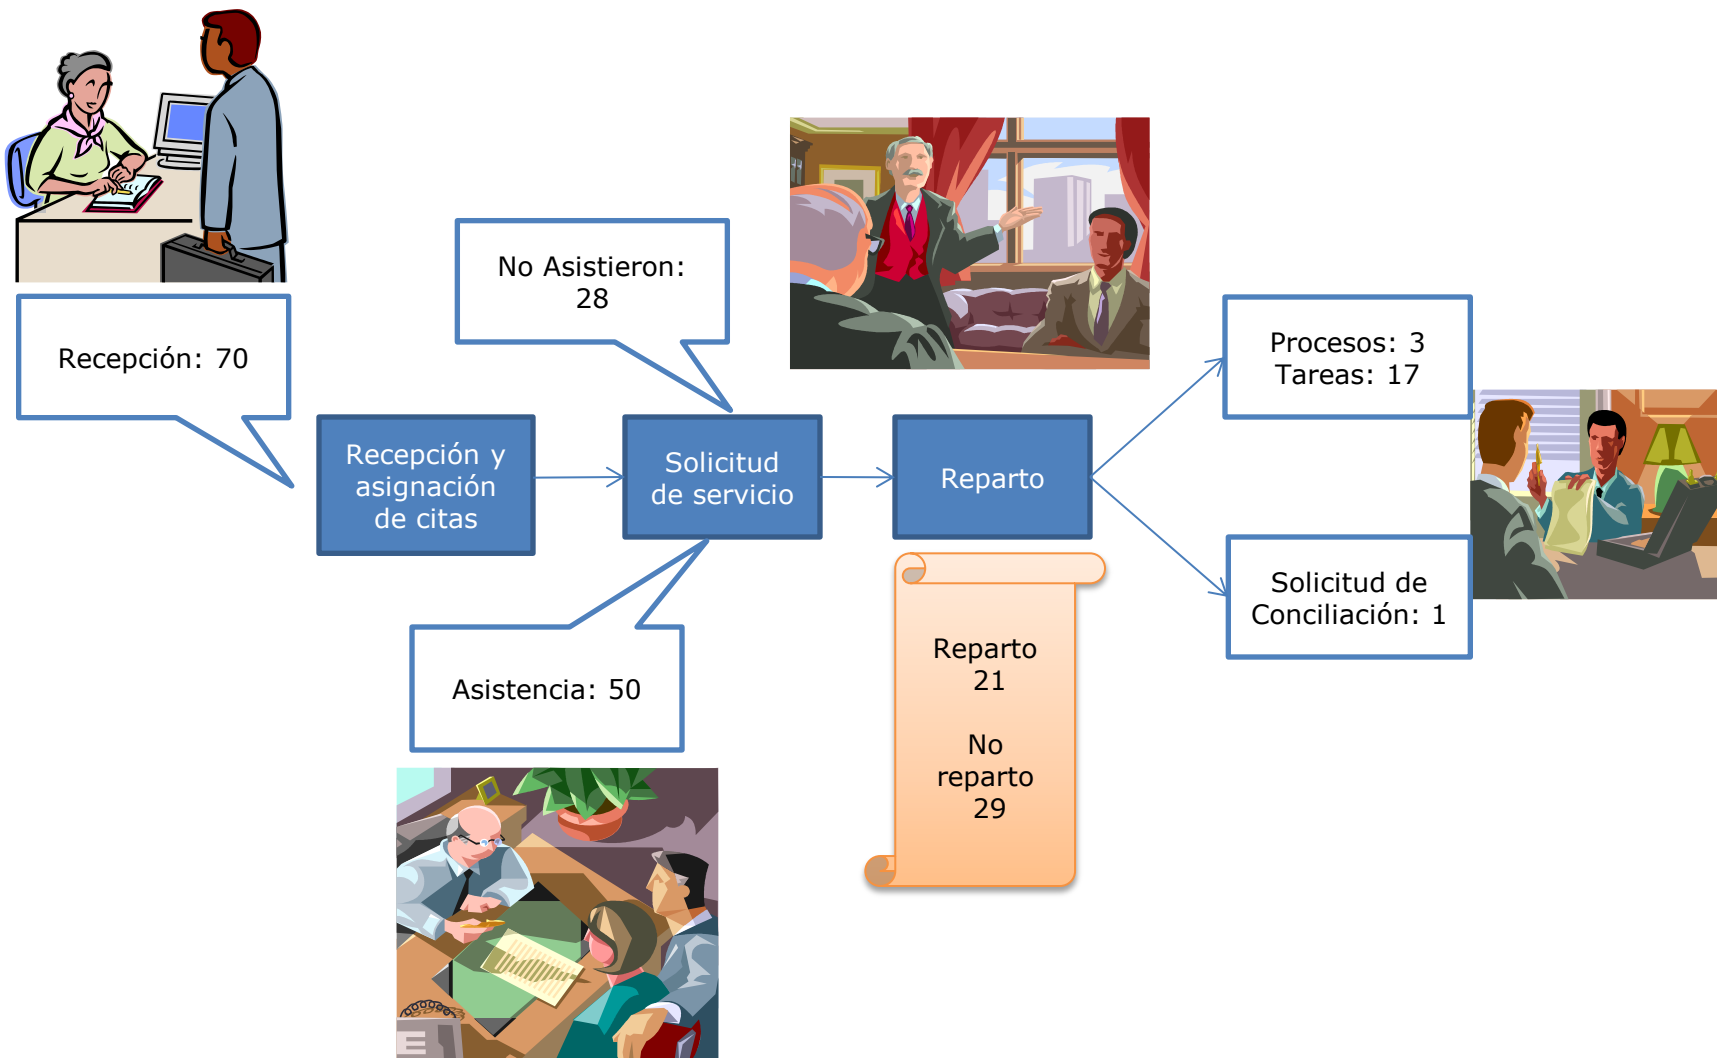 No Asistieron:
28
Recepción: 70
Procesos: 3
Tareas: 17
Recepción y
asignación
de citas
Solicitud
de servicio
Reparto
Solicitud de
Conciliación: 1
Asistencia: 50
Reparto
21
No
reparto
29